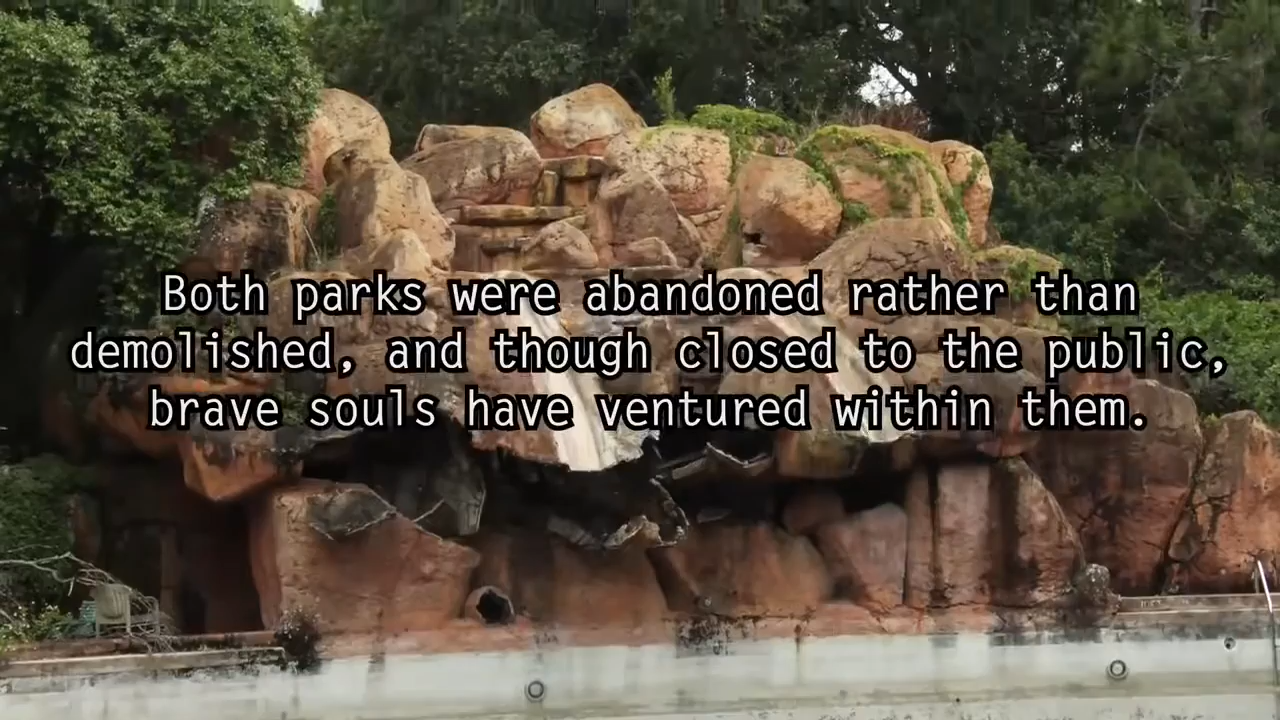 Both parks were abandoned rather than
demolished, and though closed to the public,
brave souls have ventured within them.